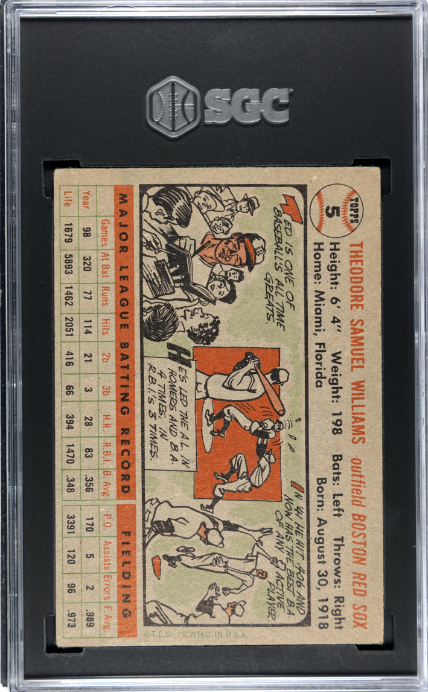 SGC
TOPPS
5
THEODORE SAMUEL WILLIAMS outfield BOSTON RED SOX
Height: 6' 4" Weight: 198 Bats: Left Throws: Right
Home: Miami, Florida Born: August 30, 1918
TED IS ONE OF
BASEBALL'S ALL TIME
GREATS.
HE'S LED THE A.L. IN
HOMERS AND B.A.
4 TIMES, IN
R.B.I.'S 3 TIMES.
IN '41 HE HIT .406 AND
NOW HAS THE BEST B.A.
OF ANY ACTIVE
PLAYER
©T.C.G. PRINTED IN U.S.A.
MAJOR LEAGUE BATTING RECORD FIELDING
Games At Bat Runs Hits 2b 3b H.R. R.B.I. B. Avg. P.O. Assists Errors F. Avg.
Year 98 320 77 114 21 3 28 83 .356 170 5 2 .989
Life 1679 5893 1462 2051 416 66 394 1470 .348 3391 120 96 .973